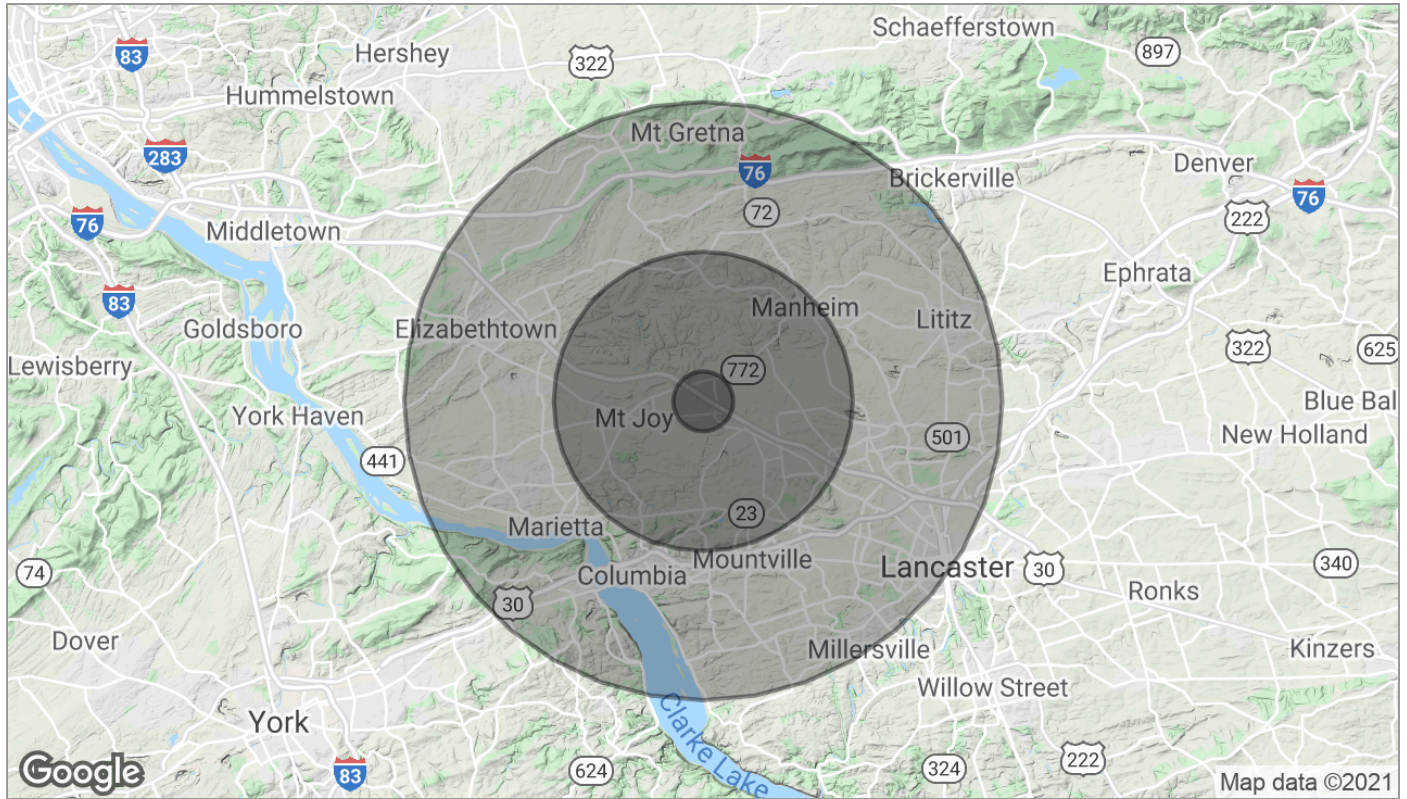 Schaefferstown
83
Hershey
322
897
Hummelstown
Mt Gretna
283
76
Brickerville
Denver
76
72
76
222
Middletown
Ephrata
83
Manheim
Goldsboro
Elizabethtown
Lititz
322
625
Lewisberry
772
York Haven
Mt Joy
Blue Bal
501
New Holland
441
23
Marietta
Mountville
74
Columbia
Lancaster
30
340
30
Ronks
Dover
Millersville
Kinzers
Willow Street
York
Clarke Lake
222
Google
83
624
324
Map data ©2021